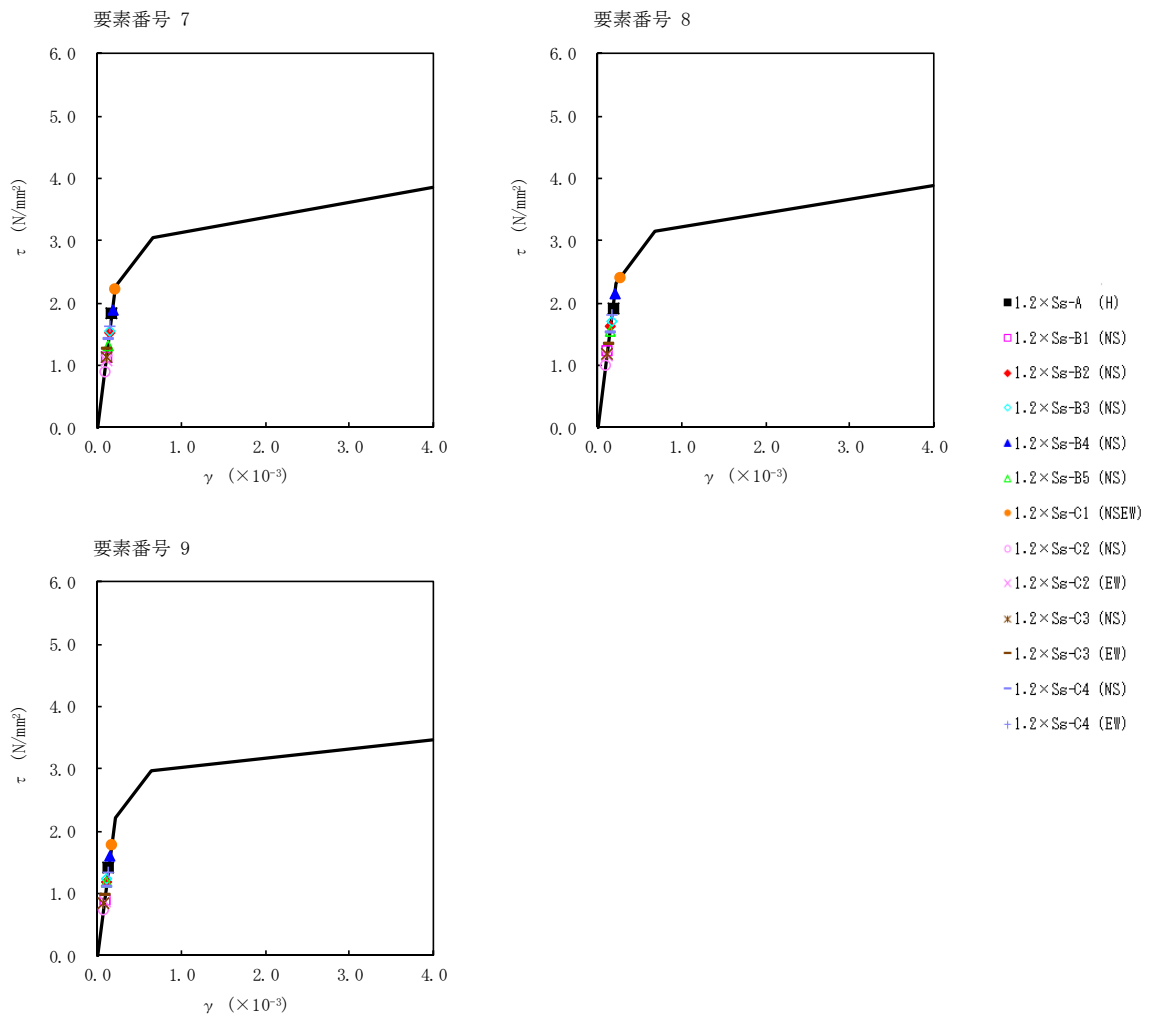 要素番号 7
6.0
5.0
4.0
3.0
2.0
1.0
0.0
τ (N/mm²)
0.0 1.0 2.0 3.0 4.0
γ (×10⁻³)
要素番号 8
6.0
5.0
4.0
3.0
2.0
1.0
0.0
τ (N/mm²)
0.0 1.0 2.0 3.0 4.0
γ (×10⁻³)
要素番号 9
6.0
5.0
4.0
3.0
2.0
1.0
0.0
τ (N/mm²)
0.0 1.0 2.0 3.0 4.0
γ (×10⁻³)
1.2×Ss-A (H)
1.2×Ss-B1 (NS)
1.2×Ss-B2 (NS)
1.2×Ss-B3 (NS)
1.2×Ss-B4 (NS)
1.2×Ss-B5 (NS)
1.2×Ss-C1 (NSEW)
1.2×Ss-C2 (NS)
1.2×Ss-C2 (EW)
1.2×Ss-C3 (NS)
1.2×Ss-C3 (EW)
1.2×Ss-C4 (NS)
1.2×Ss-C4 (EW)